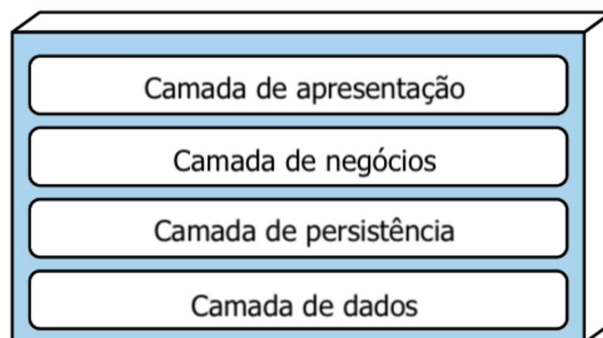 Camada de apresentação
Camada de negócios
Camada de persistência
Camada de dados